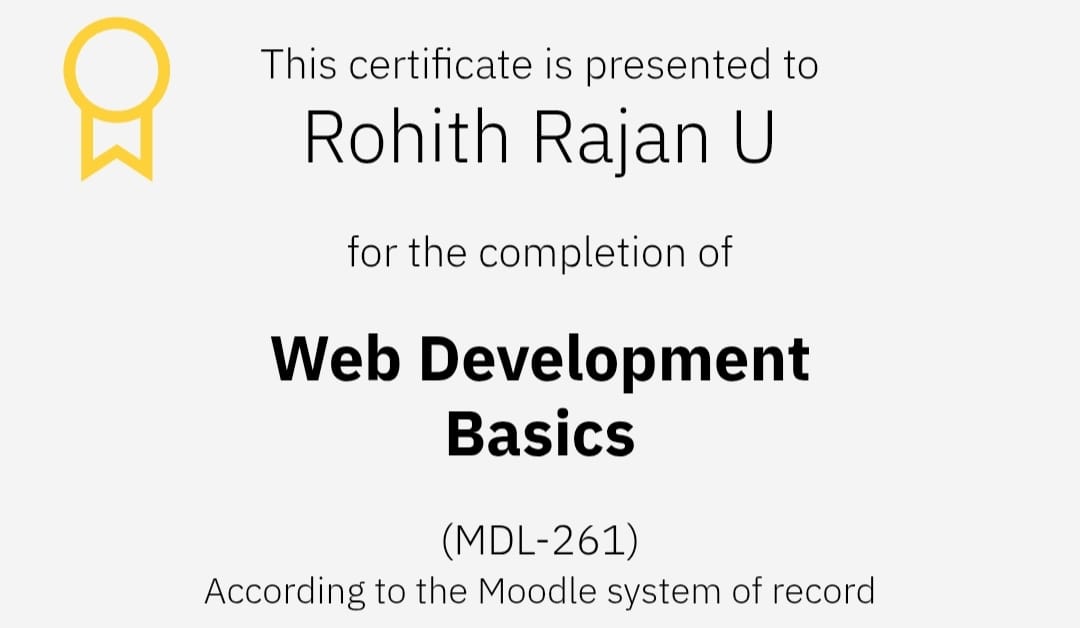 This certificate is presented to
Rohith Rajan U
for the completion of
Web Development
Basics
(MDL-261)
According to the Moodle system of record